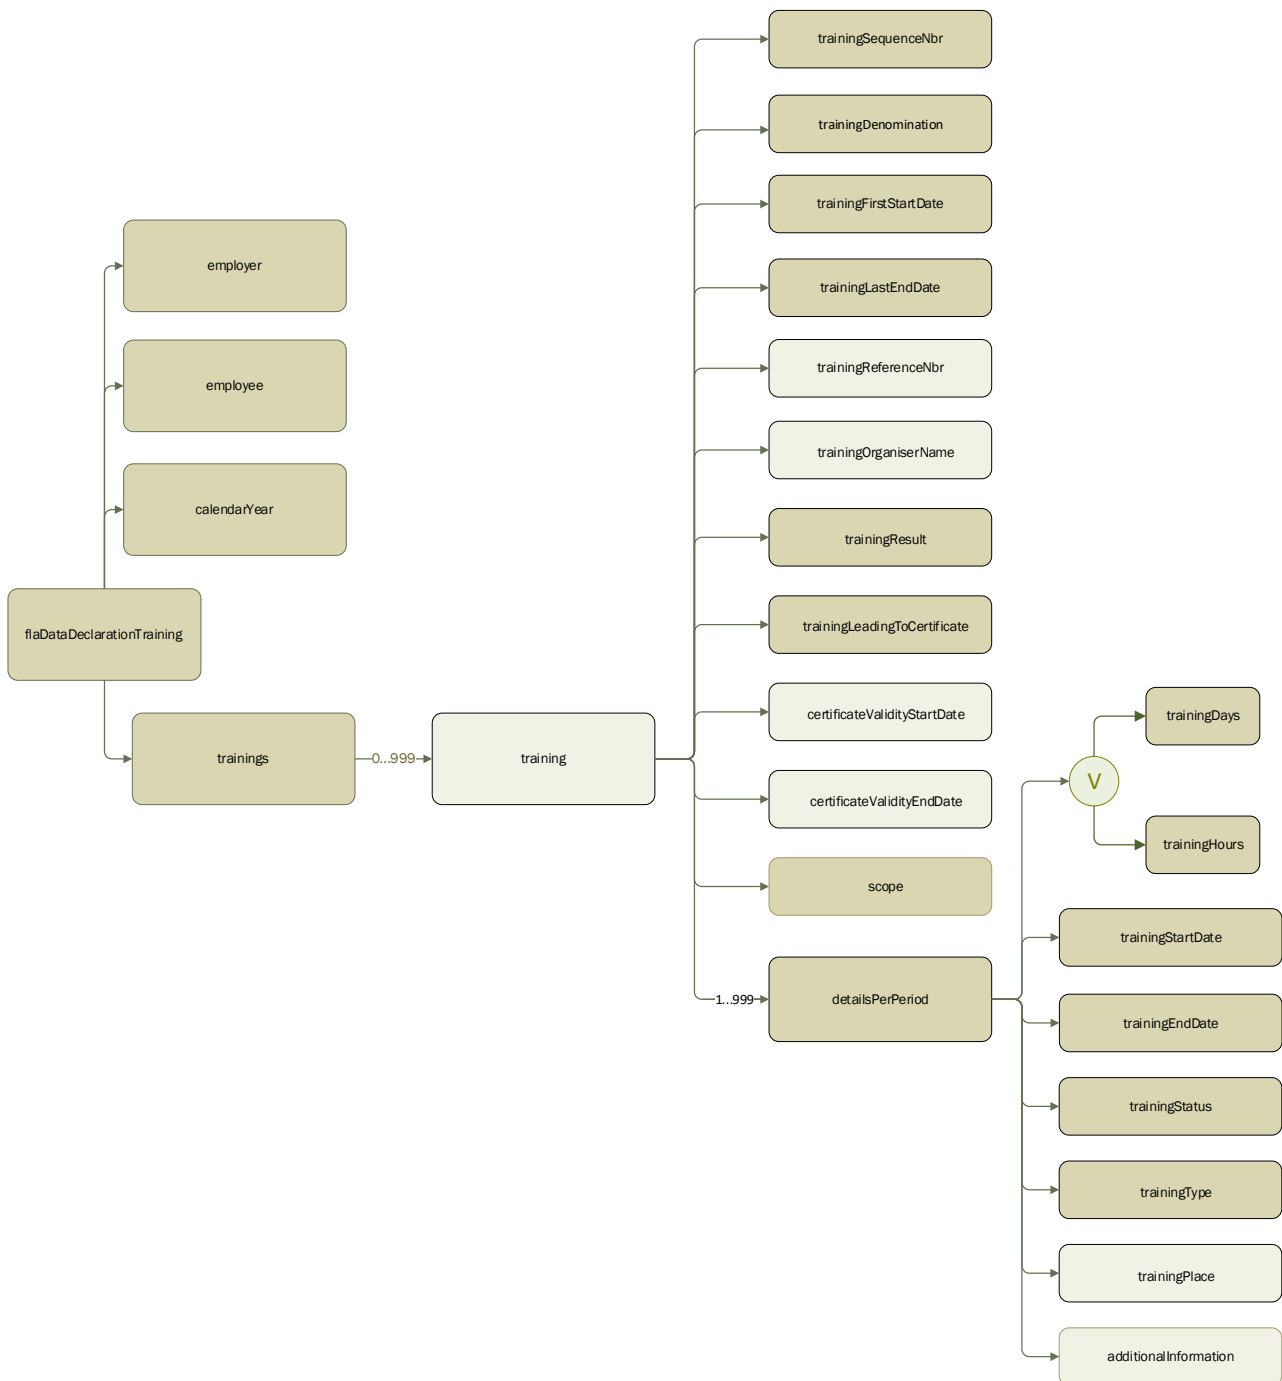 trainingSequenceNbr
trainingDenomination
trainingFirstStartDate
employer
trainingLastEndDate
trainingReferenceNbr
employee
trainingOrganiserName
calendarYear
trainingResult
trainingLeadingToCertificate
flaDataDeclarationTraining
certificateValidityStartDate
trainingDays
trainings
0...999
training
V
certificateValidityEndDate
trainingHours
scope
trainingStartDate
1...999
detailsPerPeriod
trainingEndDate
trainingStatus
trainingType
trainingPlace
additionalInformation